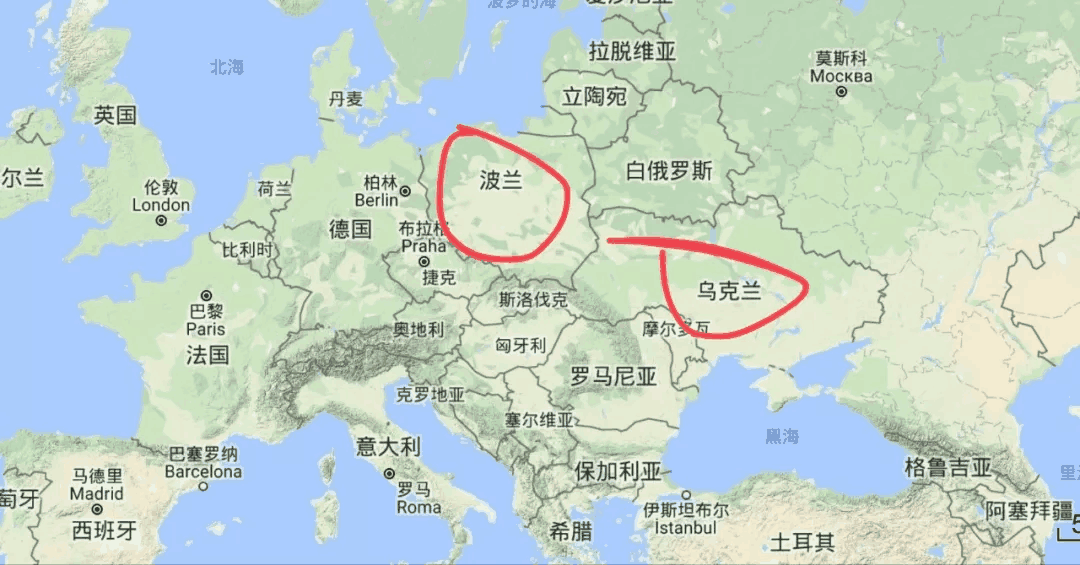 波罗的海
爱沙尼亚
拉脱维亚
北海
莫斯科
Москва
丹麦
立陶宛
英国
波兰
白俄罗斯
尔兰
伦敦
London
荷兰
柏林
Berlin
德国
布拉格
Praha
比利时
捷克
乌克兰
斯洛伐克
巴黎
Paris
法国
奥地利
摩尔多瓦
匈牙利
罗马尼亚
克罗地亚
塞尔维亚
黑海
意大利
巴塞罗纳
Barcelona
保加利亚
格鲁吉亚
马德里
Madrid
罗马
Roma
葡萄牙
西班牙
伊斯坦布尔
İstanbul
阿塞拜疆
希腊
土耳其